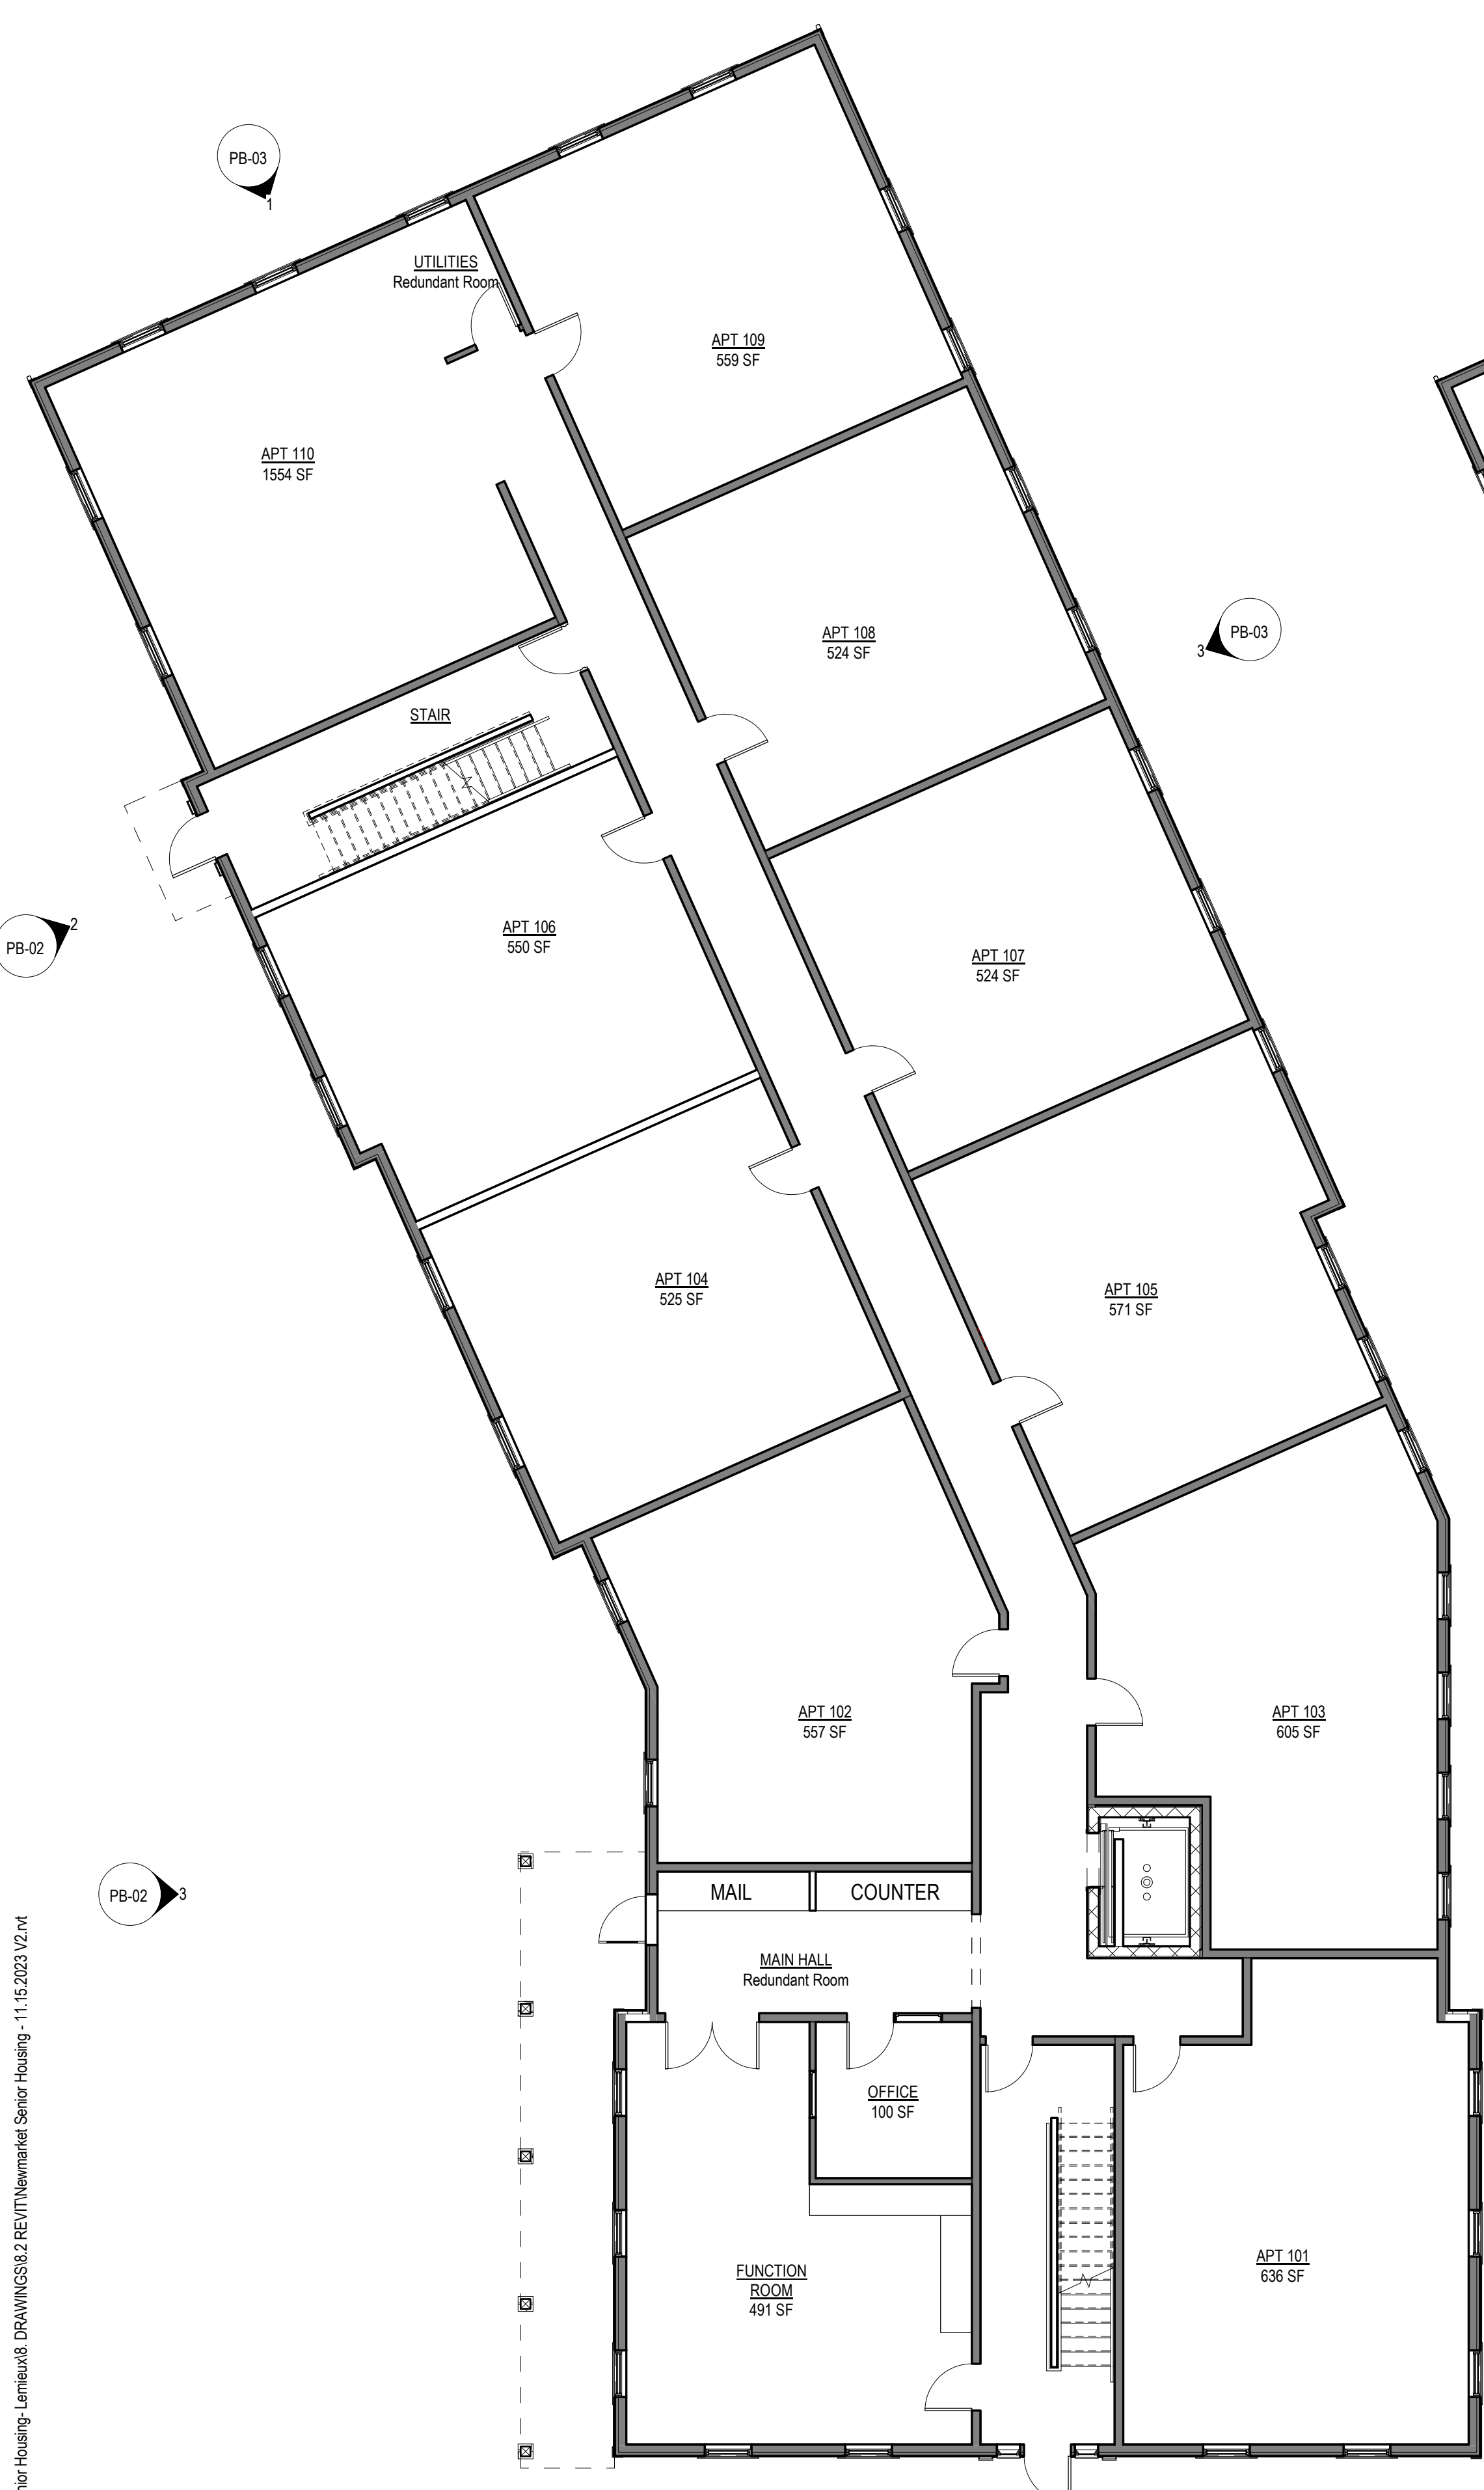 PB-03
1
UTILITIES
Redundant Room
APT 109
559 SF
APT 110
1554 SF
APT 108
524 SF
PB-03
3
STAIR
APT 106
550 SF
PB-02
2
APT 107
524 SF
APT 104
525 SF
APT 105
571 SF
APT 102
557 SF
APT 103
605 SF
MAIL
COUNTER
PB-02
3
MAIN HALL
Redundant Room
OFFICE
100 SF
FUNCTION
ROOM
491 SF
APT 101
636 SF
nior Housing- Lemieux\8. DRAWINGS\8.2 REVIT\Newmarket Senior Housing - 11.15.2023 V2.rvt